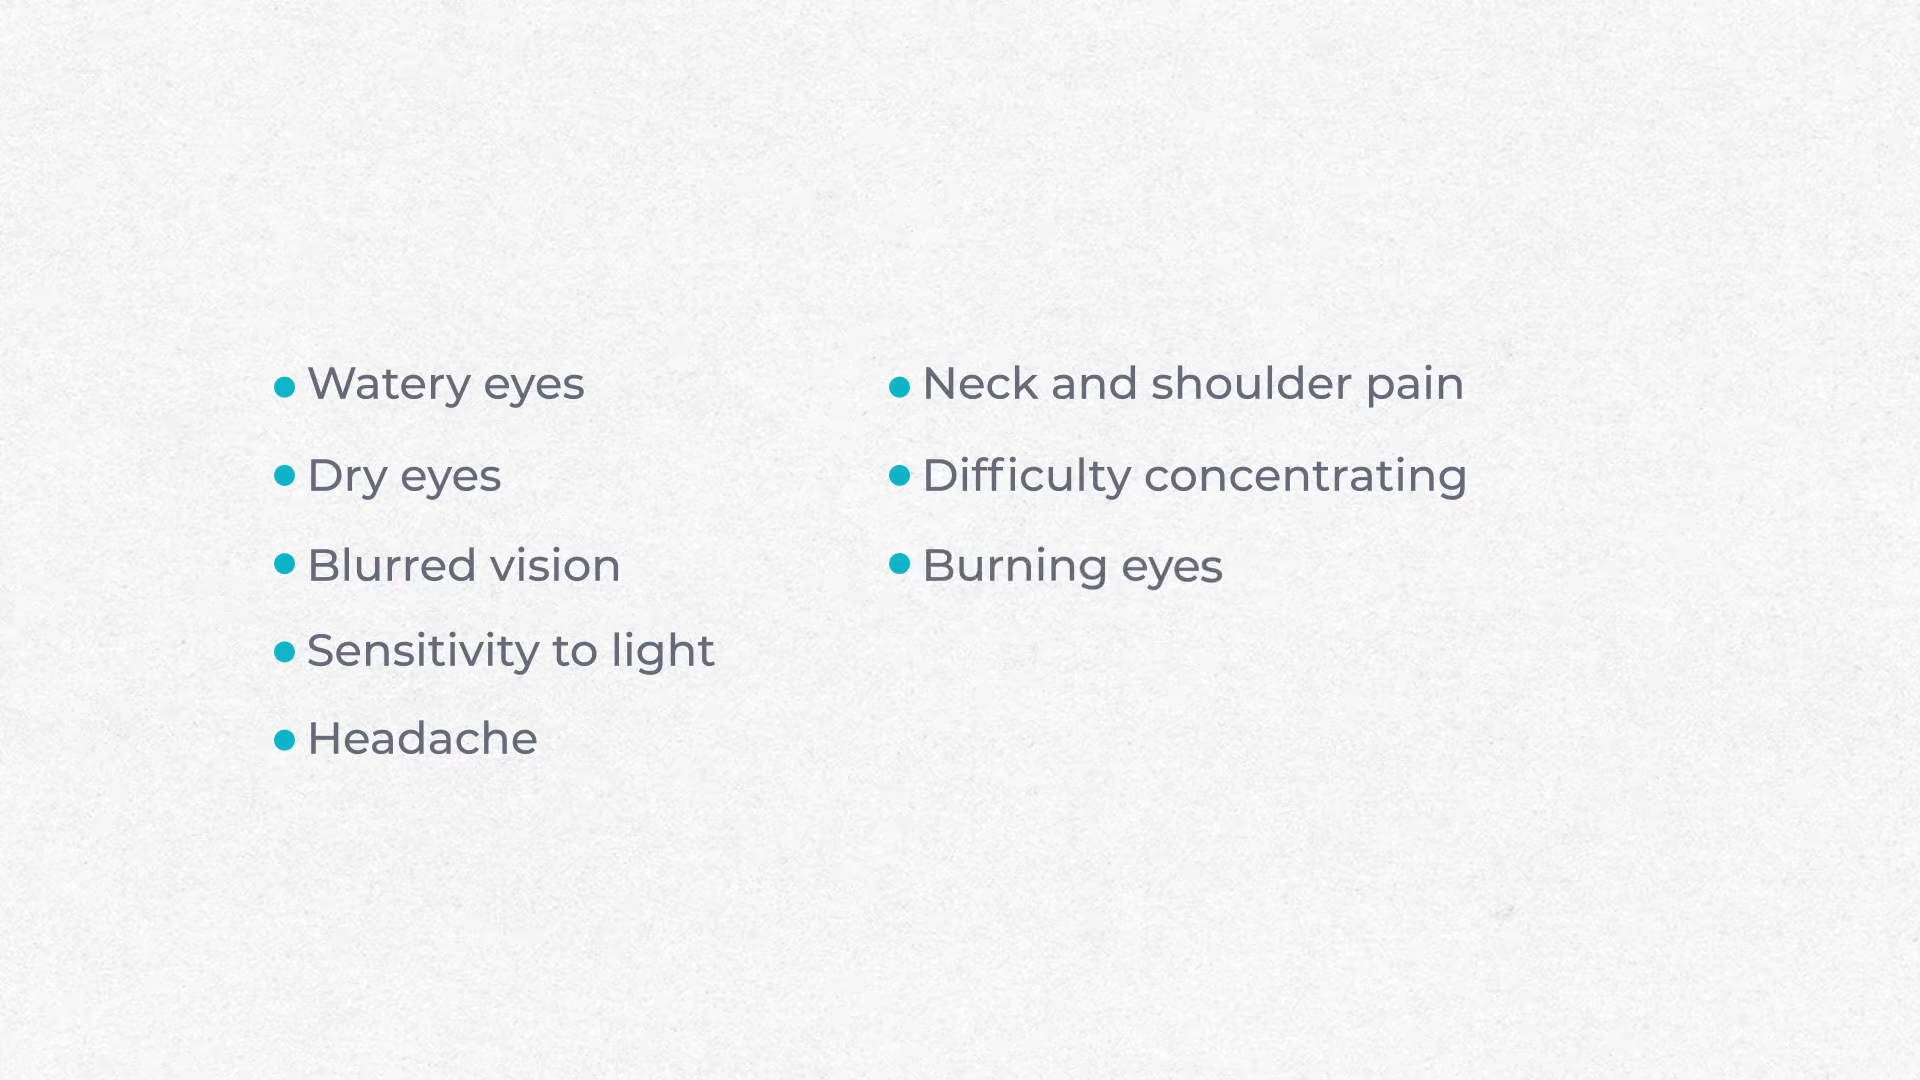 Watery eyes
Dry eyes
Blurred vision
Sensitivity to light
Headache
Neck and shoulder pain
Difficulty concentrating
Burning eyes